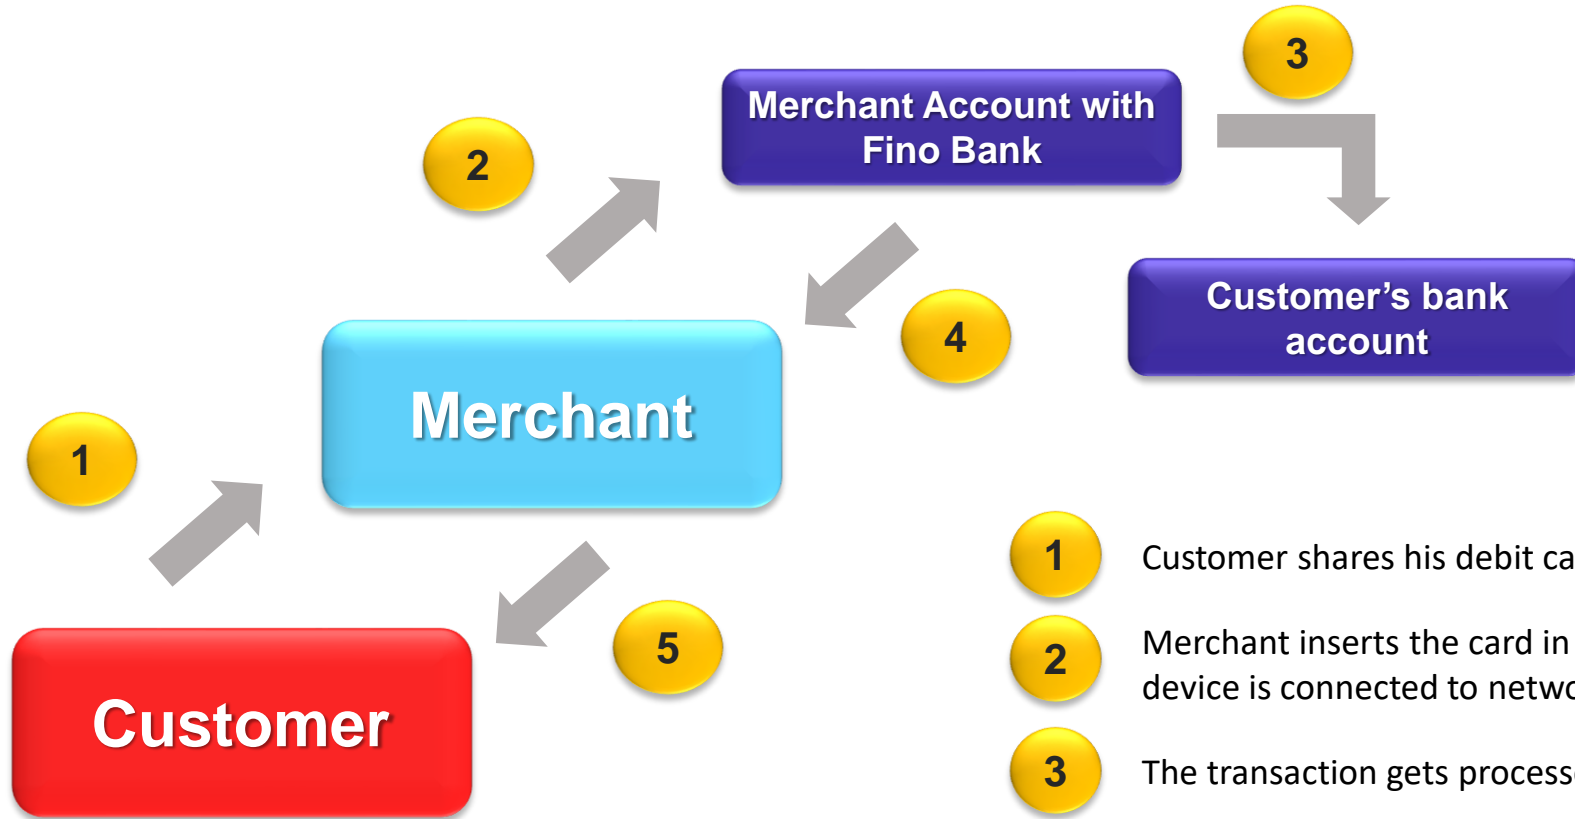 3
Merchant Account with
Fino Bank
2
Customer’s bank
account
4
Merchant
1
5
Customer
1 Customer shares his debit
2 Merchant inserts the card in
device is connected to
3 The transaction gets